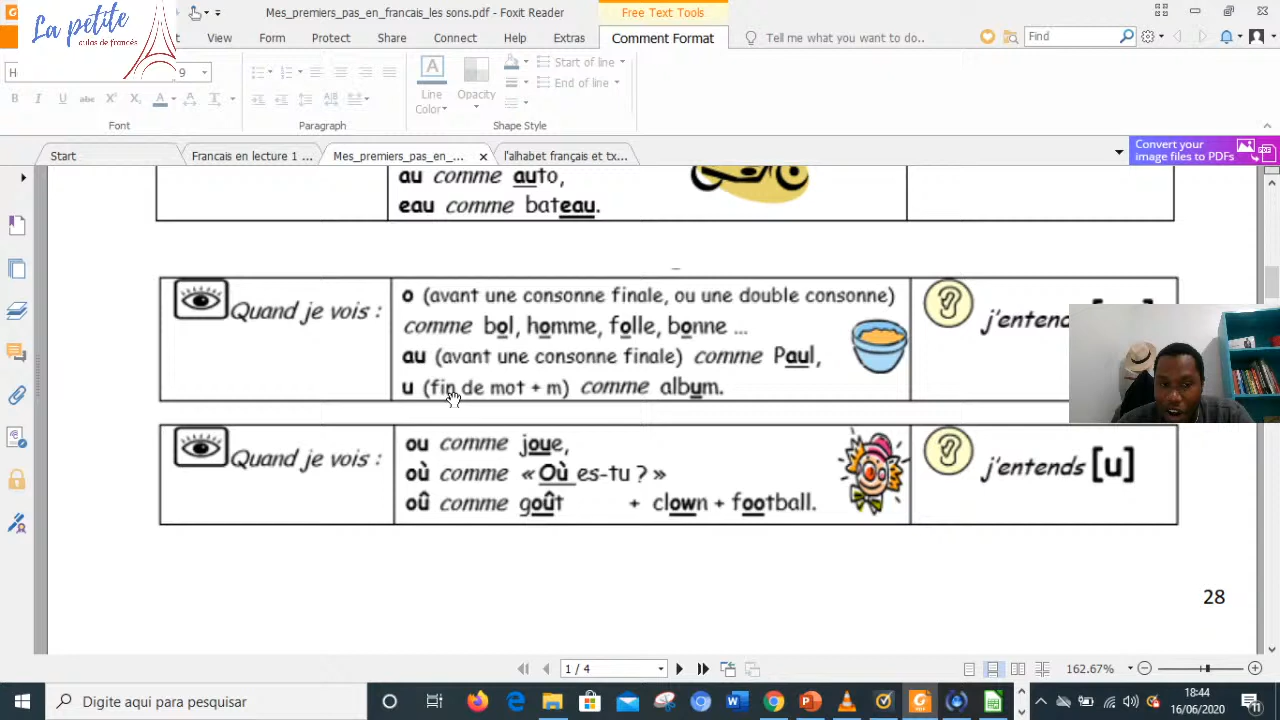 La petite
aulas de francés
Mes_premiers_pas_en_francais_les sons.pdf - Foxit Reader
Free Text Tools
View Form Protect Share Connect Help Extras Comment Format Tell me what you want to do.. Find
H 9
Start of line
End of line
Line Color
Opacity
Font
Paragraph
Shape Style
Start
Francais en lecture 1 ...
Mes_premiers_pas_en_...
l'alhabet français et tx...
Convert your
image files to PDFs
au comme auto,
eau comme bateau.
Quand je vois :
o (avant une consonne finale, ou une double consonne)
comme bol, homme, folle, bonne ...
au (avant une consonne finale) comme Paul,
u (fin de mot + m) comme album.
j'entend
Quand je vois :
ou comme joue,
où comme « Où es-tu ? »
oû comme goût + clown + football.
j'entends [u]
28
1 / 4
162.67%
Digite aqui para pesquisar
18:44
16/06/2020